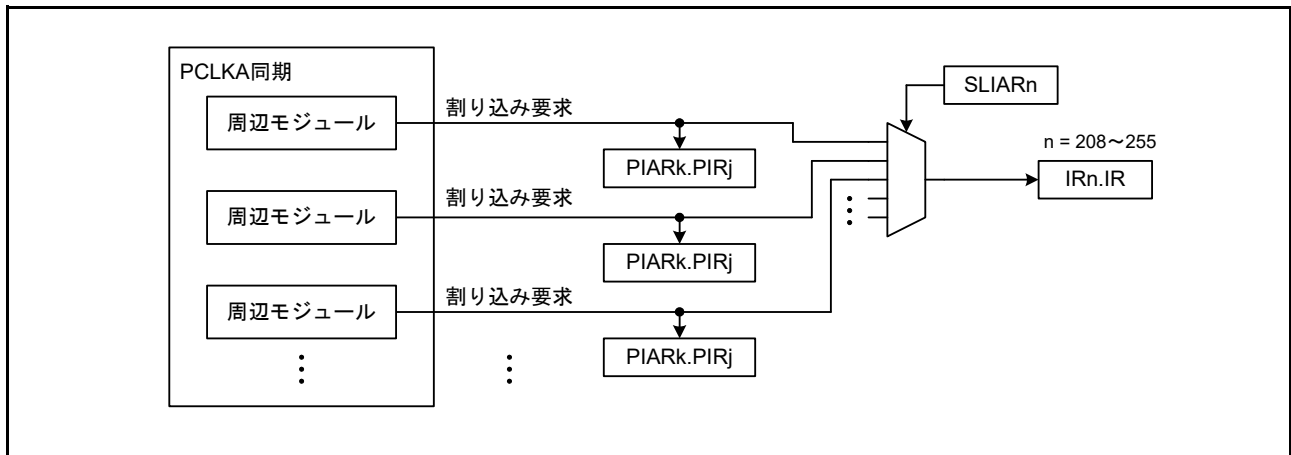 PCLKA同期
周辺モジュール
割り込み要求
PIARk.PIRj
周辺モジュール
割り込み要求
PIARk.PIRj
周辺モジュール
割り込み要求
PIARk.PIRj
SLIARn
n = 208～255
IRn.IR